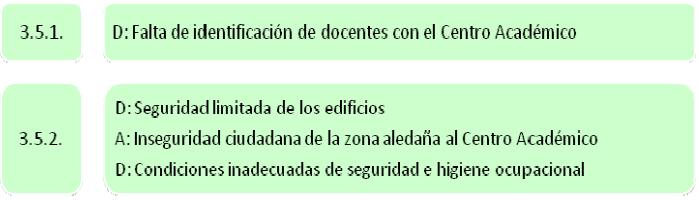 3.5.1. D: Falta de identificación de docentes con el Centro Académico
D: Seguridad limitada de los edificios
3.5.2. A: Inseguridad ciudadana de la zona aledaña al Centro Académico
D: Condiciones inadecuadas de seguridad e higiene ocupacional